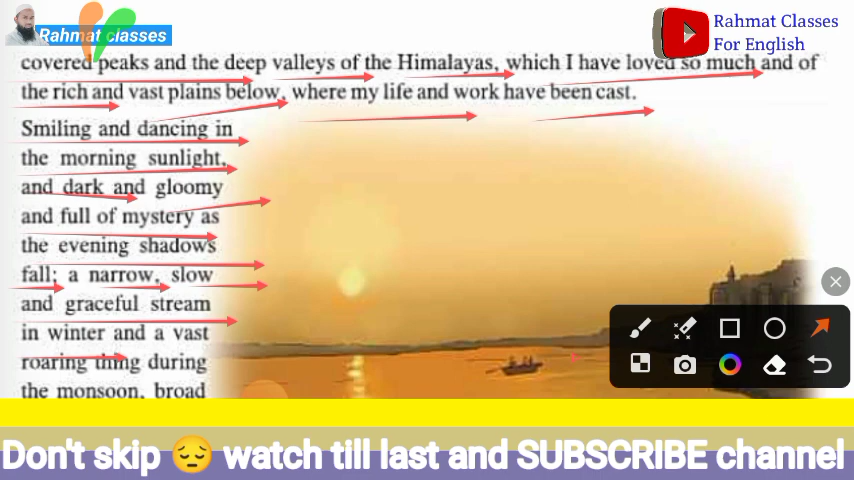 Rahmat classes
Rahmat Classes
For English
covered peaks and the deep valleys of the Himalayas, which I have loved so much and of
the rich and vast plains below, where my life and work have been cast.
Smiling and dancing in
the morning sunlight,
and dark and gloomy
and full of mystery as
the evening shadows
fall; a narrow, slow
and graceful stream
in winter and a vast
roaring thing during
the monsoon, broad
Don't skip 😔 watch till last and SUBSCRIBE channel